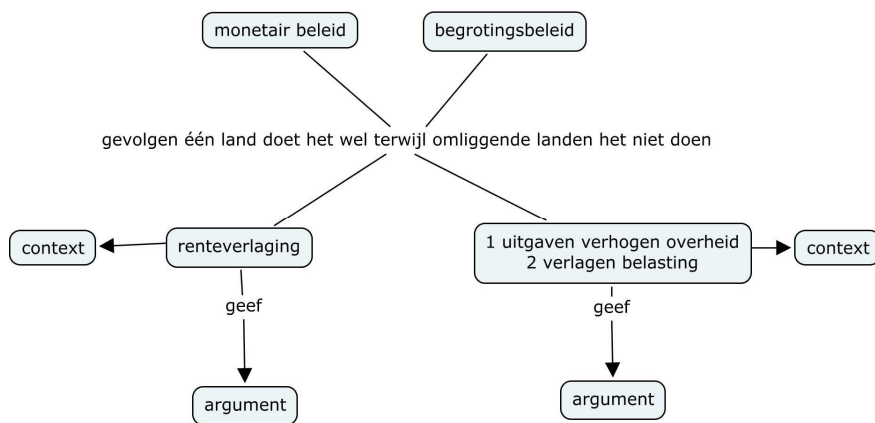 monetair beleid
begrotingsbeleid
gevolgen één land doet het wel terwijl omliggende landen het niet doen
context
renteverlaging
1 uitgaven verhogen overheid
2 verlagen belasting
context
geef
geef
argument
argument